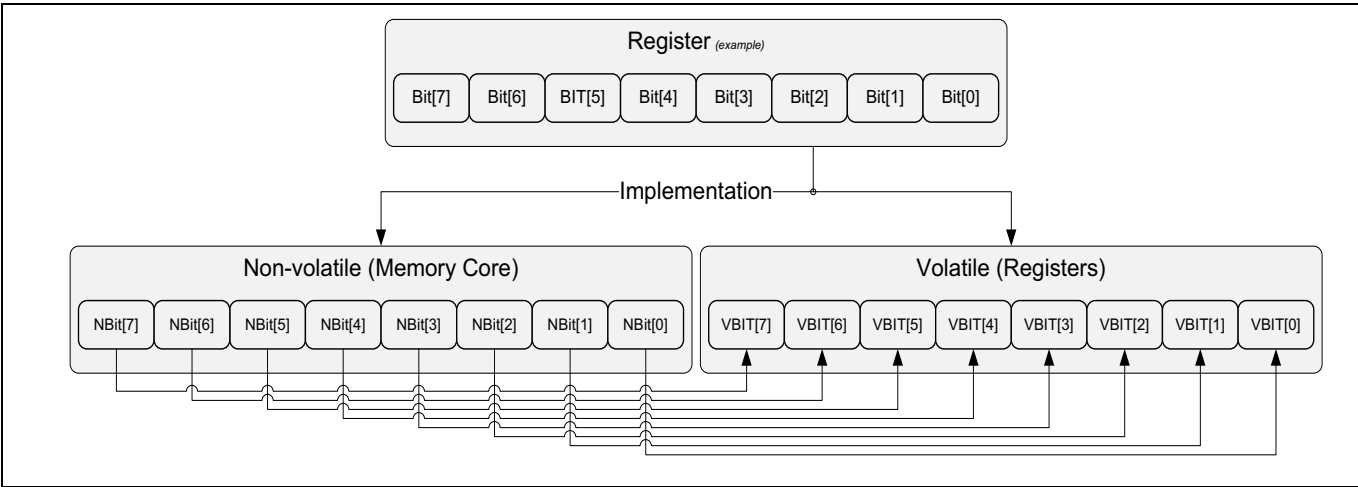 Register (example)
Bit[7] Bit[6] BIT[5] Bit[4] Bit[3] Bit[2] Bit[1] Bit[0]
Implementation
Non-volatile (Memory Core)
NBit[7] NBit[6] NBit[5] NBit[4] NBit[3] NBit[2] NBit[1] NBit[0]
Volatile (Registers)
VBIT[7] VBIT[6] VBIT[5] VBIT[4] VBIT[3] VBIT[2] VBIT[1] VBIT[0]